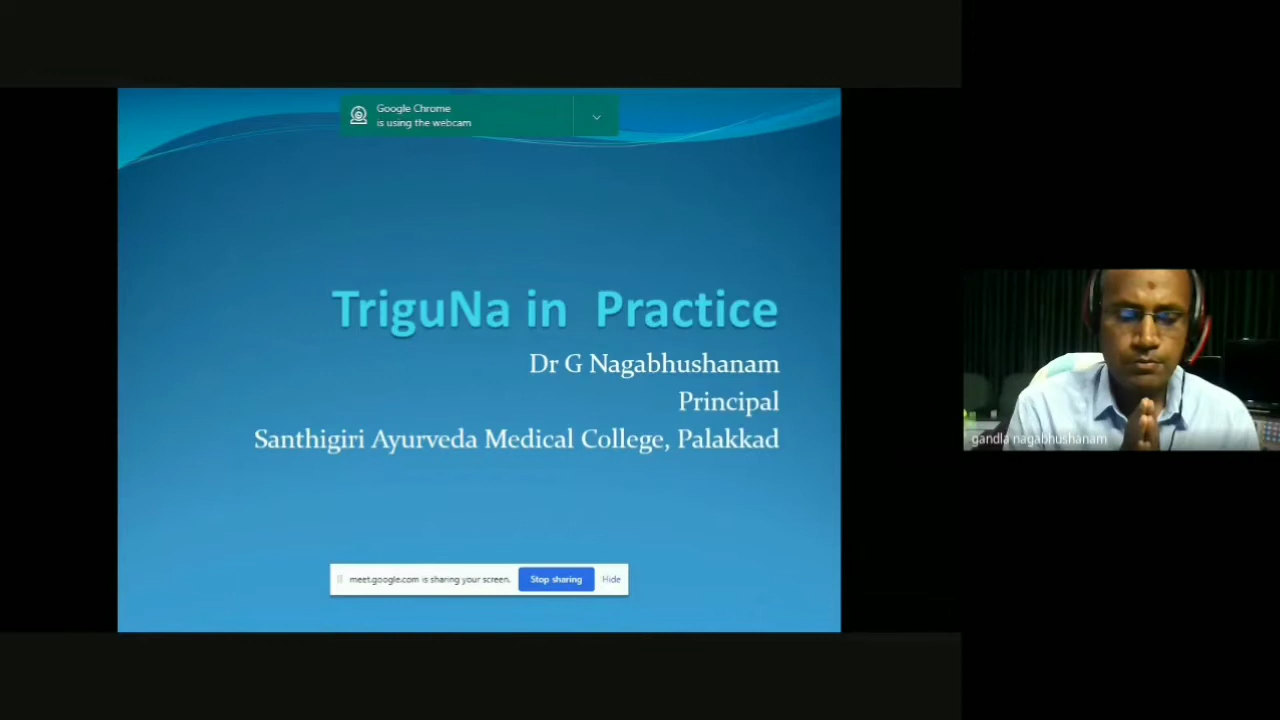 Google Chrome
is using the webcam
TriguNa in Practice
Dr G Nagabhushanam
Principal
Santhigiri Ayurveda Medical College, Palakkad
gandla nagabhushanam
meet.google.com is sharing your screen.
Stop sharing
Hide